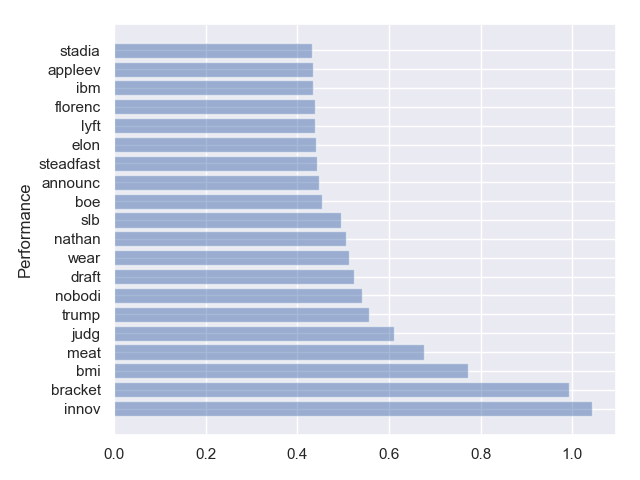 stadia
appleev
ibm
florenc
lyft
elon
steadfast
announc
boe
slb
nathan
wear
draft
nobodi
trump
judg
meat
bmi
bracket
innov
Performance
0.0 0.2 0.4 0.6 0.8 1.0